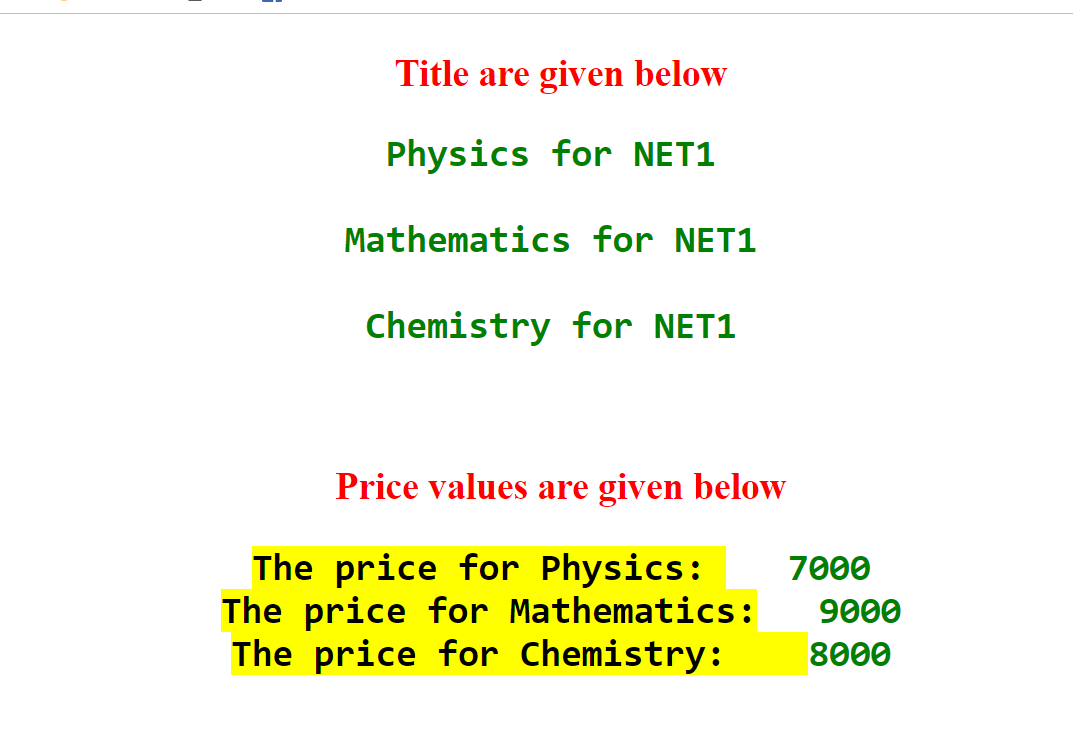 Title are given below
Physics for NET1
Mathematics for NET1
Chemistry for NET1
Price values are given below
The price for Physics: 7000
The price for Mathematics: 9000
The price for Chemistry: 8000